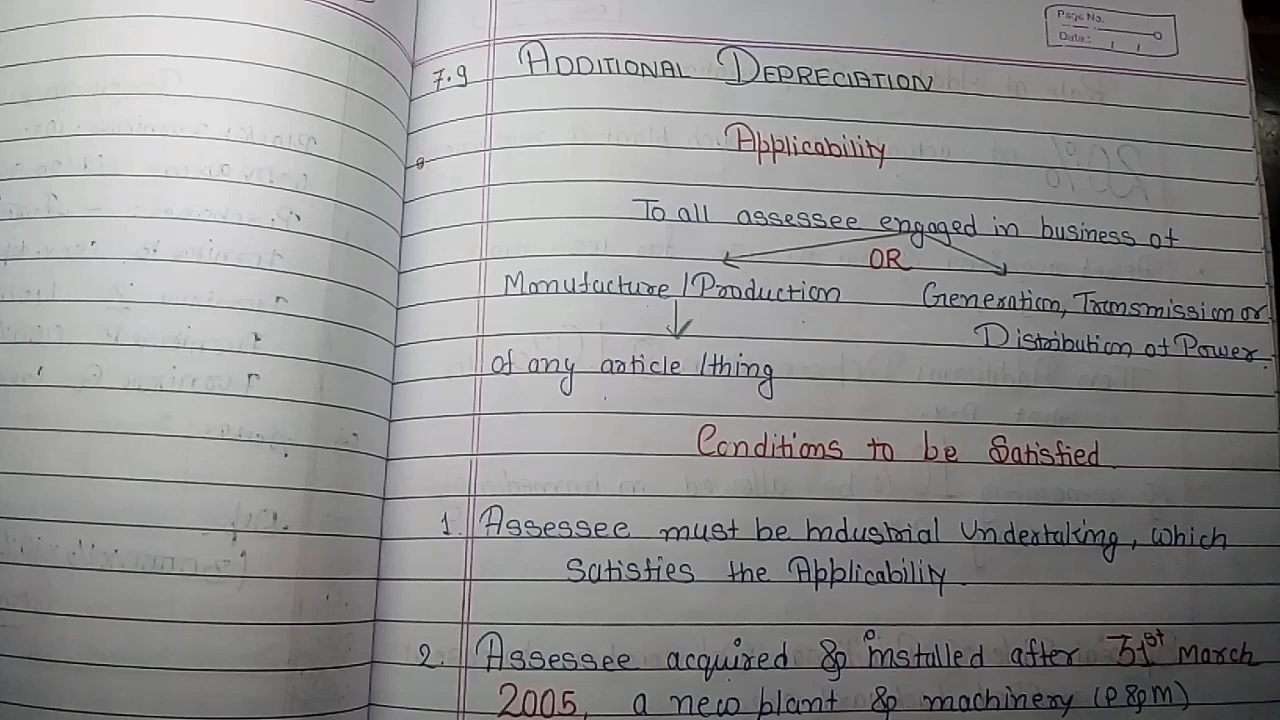 Page No.
Date: / /
7.9 ADDITIONAL DEPRECIATION
Applicability
To all assessee engaged in business of
OR
Manufacture / Production Generation, Transmission or
Distribution of Power.
of any article / thing
Conditions to be Satisfied
1. Assessee must be Industrial Undertaking, which
Satisfies the Applicability.
2. Assessee acquired & installed after 31st March
2005, a new plant & machinery (P&M)